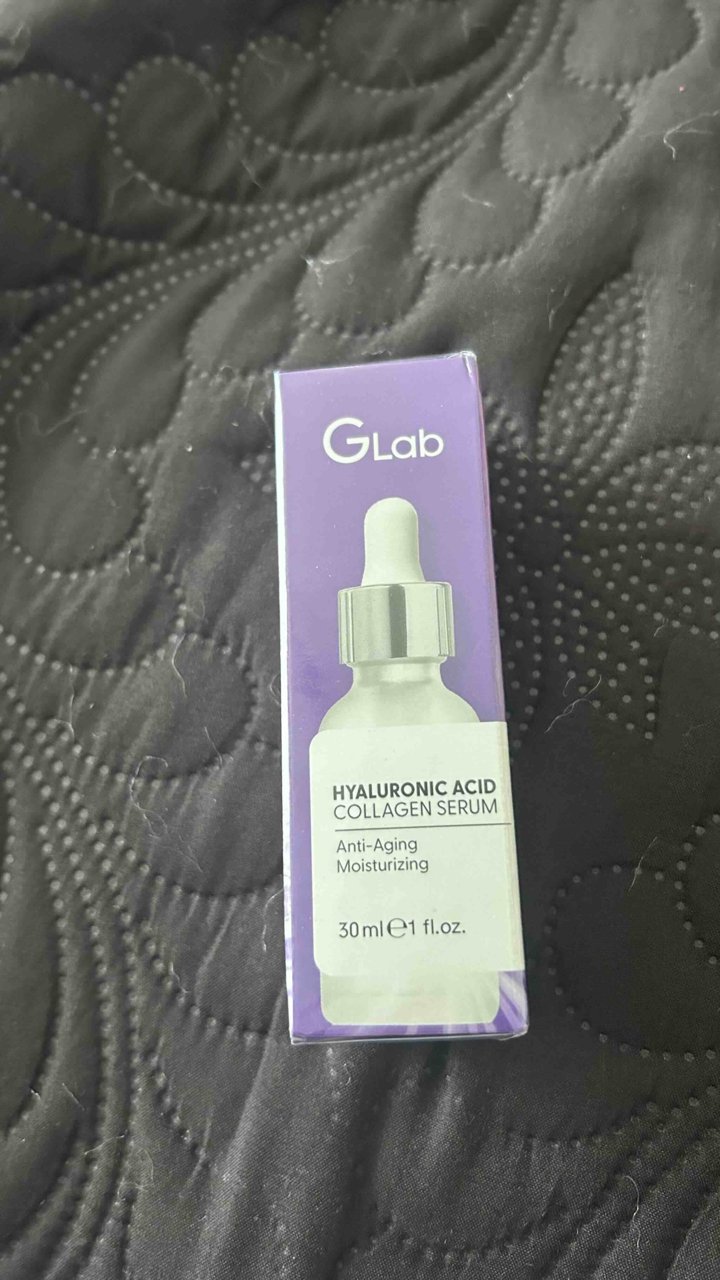 GLab
HYALURONIC ACID
COLLAGEN SERUM
Anti-Aging
Moisturizing
30ml℮1 fl.oz.